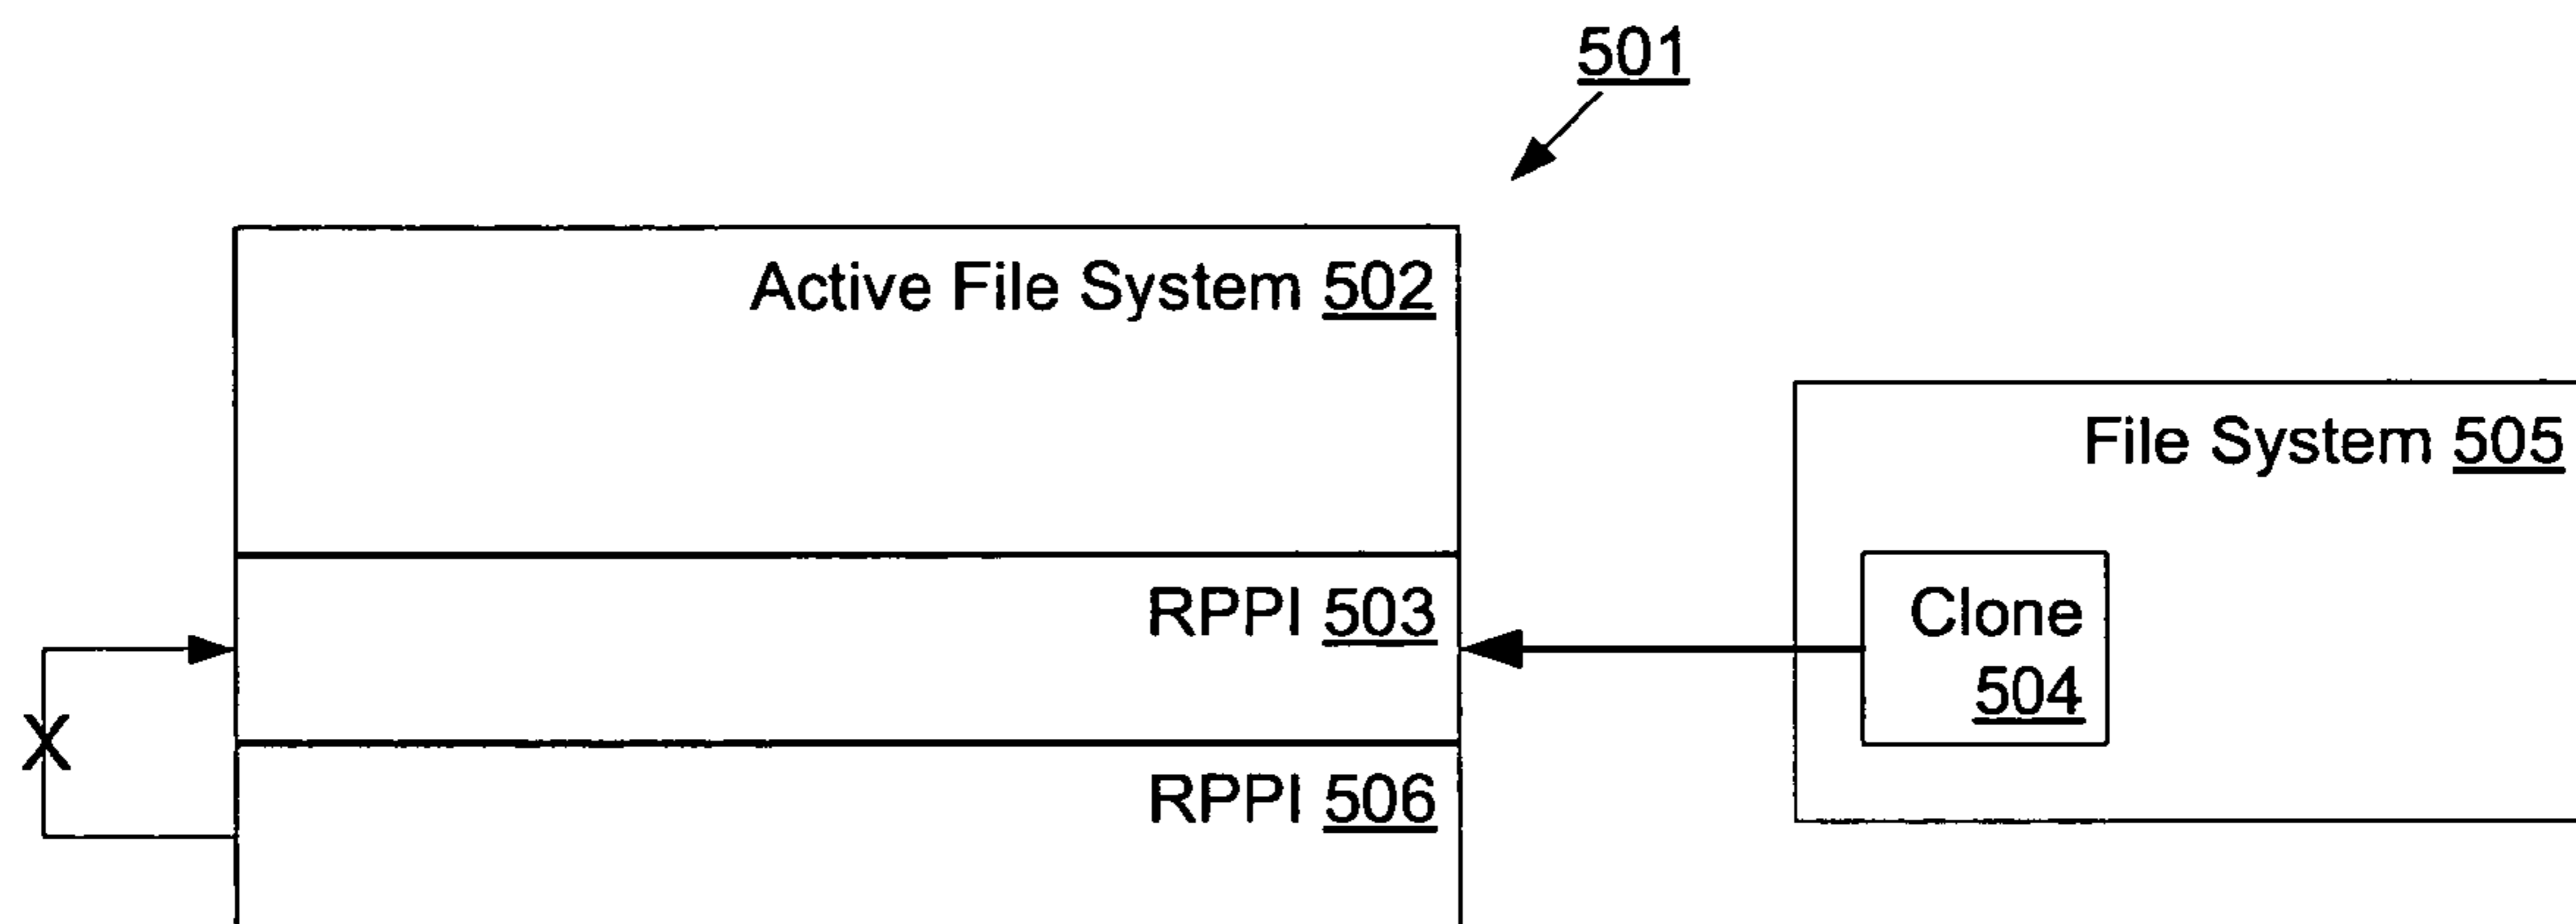 501
Active File System 502
File System 505
RPPI 503
Clone
504
X
RPPI 506